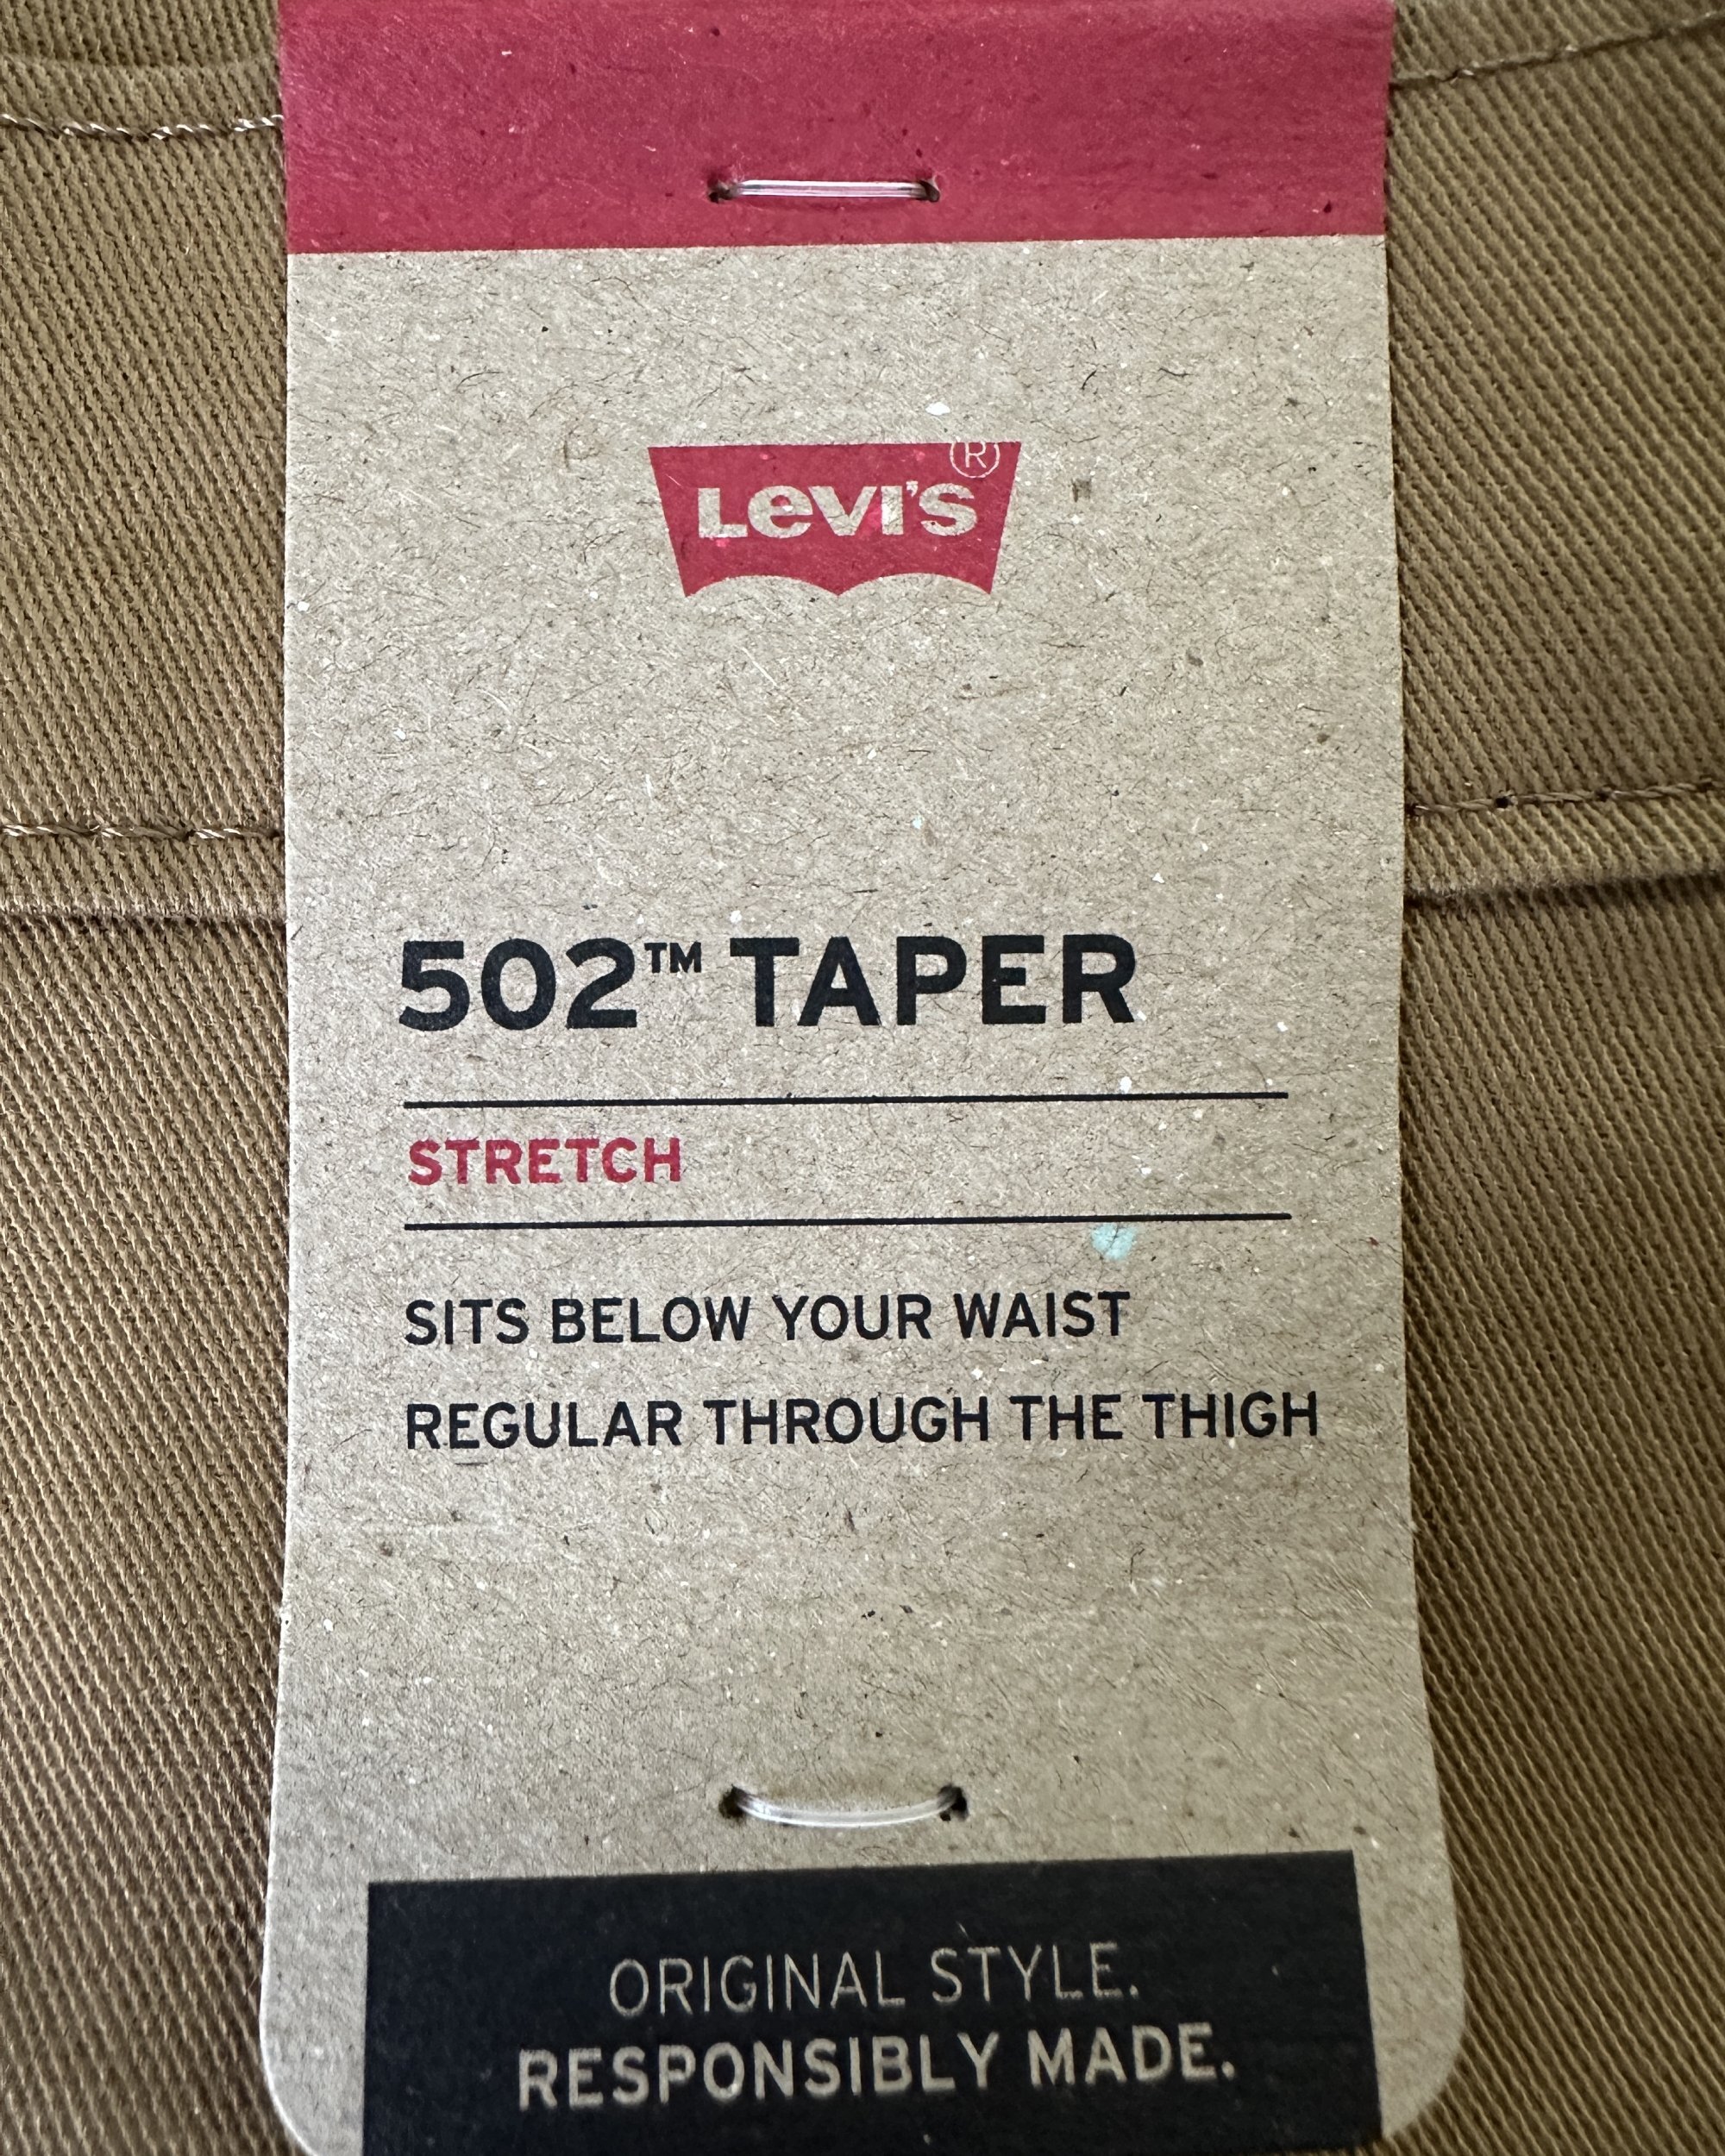 LEVI'S®
502™ TAPER
STRETCH
SITS BELOW YOUR WAIST
REGULAR THROUGH THE THIGH
ORIGINAL STYLE.
RESPONSIBLY MADE.